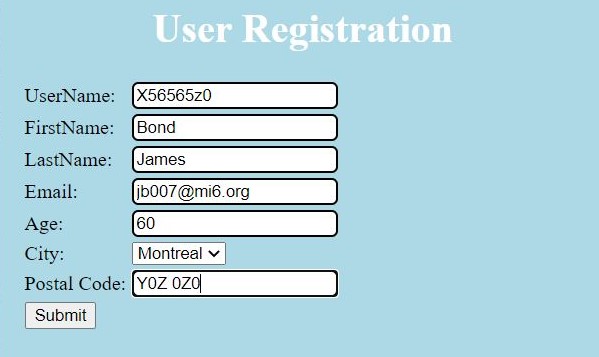 User Registration
UserName: X56565z0
FirstName: Bond
LastName: James
Email: jb007@mi6.org
Age: 60
City: Montreal
Postal Code: Y0Z 0Z0
Submit